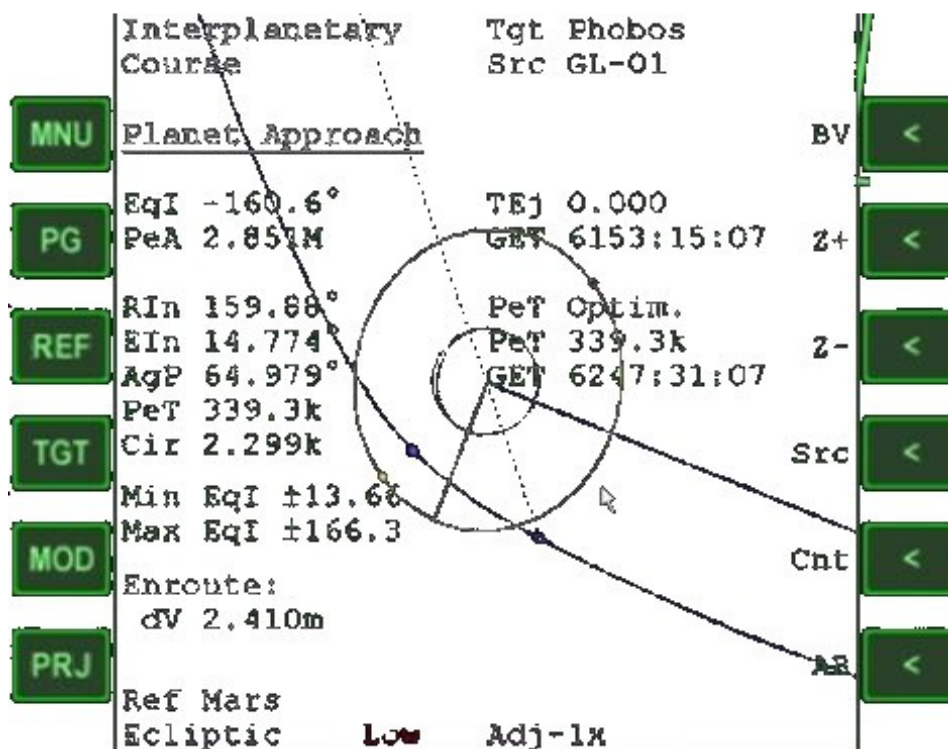 Interplanetary Tgt Phobos
Course Src GL-01
MNU Planet Approach BV <
EqI -160.6° TEj 0.000
PG PeA 2.851M GET 6153:15:07 Z+ <
RIn 159.88° PeT Optim.
REF EIn 14.774 PeT 339.3k Z- <
AgP 64.979° GET 6247:31:07
PeT 339.3k
TGT Cir 2.299k Src <
Min EqI ±13.66
Max EqI ±166.3
MOD Cnt <
Enroute:
dV 2.410m
PRJ AB <
Ref Mars
Ecliptic Low Adj-1x